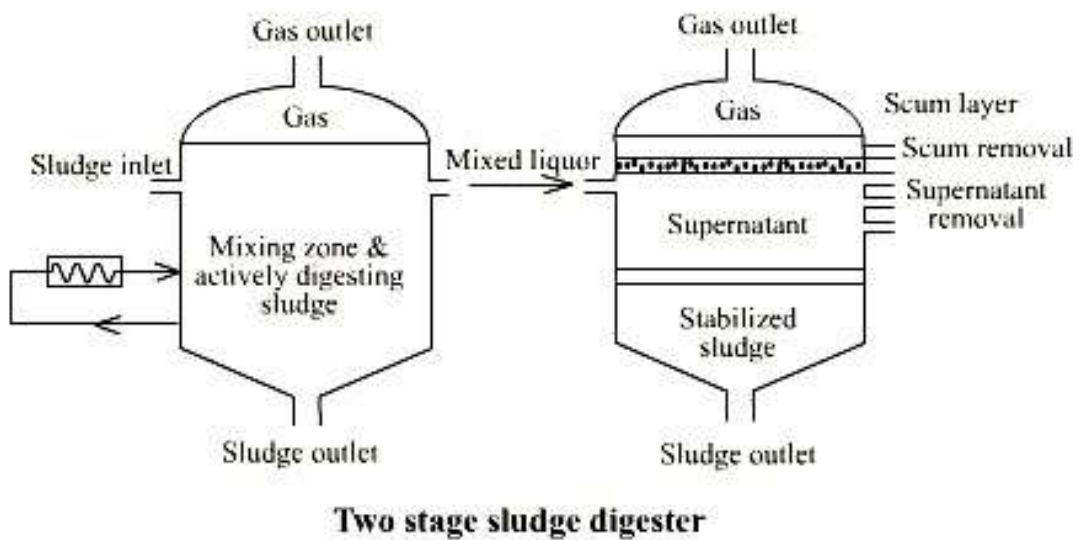 Gas outlet
Gas outlet
Gas
Gas
Scum layer
Sludge inlet
Mixed liquor
Scum removal
Supernatant
removal
Supernatant
Mixing zone &
actively digesting
sludge
Stabilized
sludge
Sludge outlet
Sludge outlet
Two stage sludge digester